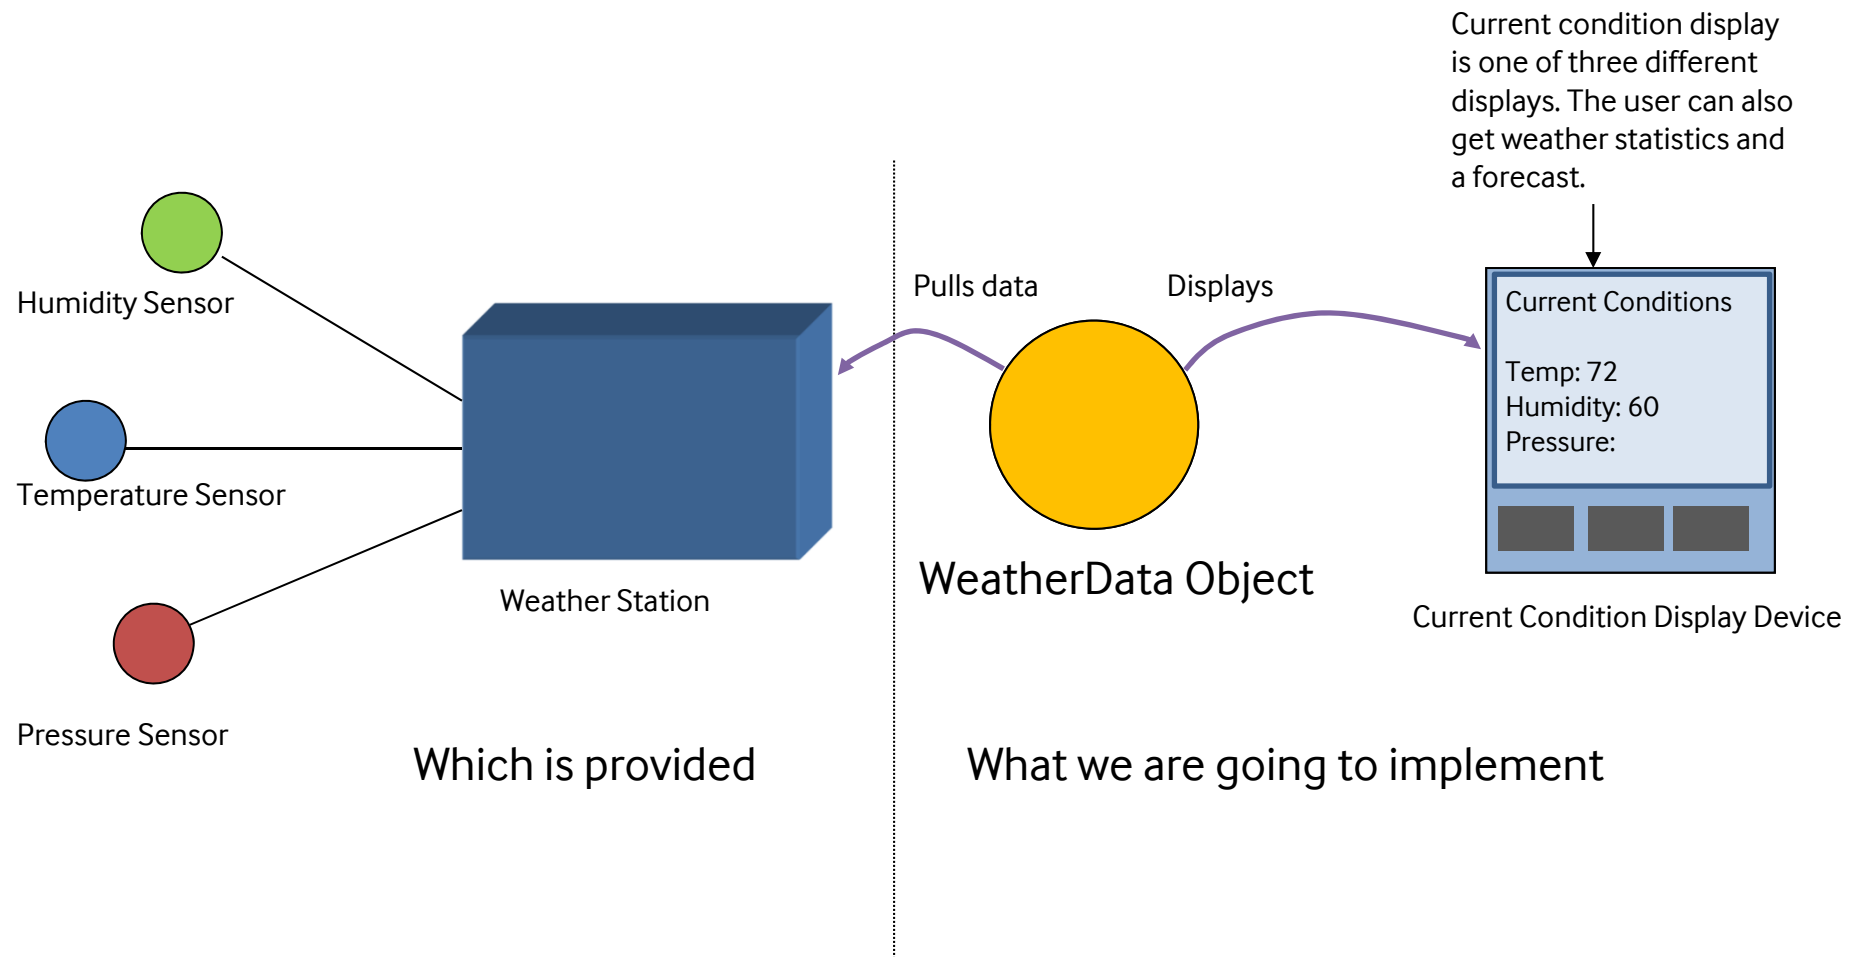 Current condition display
is one of three different
displays. The user can also
get weather statistics and
a forecast.
Humidity Sensor
Pulls data
Displays
Current Conditions
Temp: 72
Humidity: 60
Pressure:
Temperature Sensor
Weather Station
WeatherData Object
Current Condition Display Device
Pressure Sensor
Which is provided
What we are going to implement